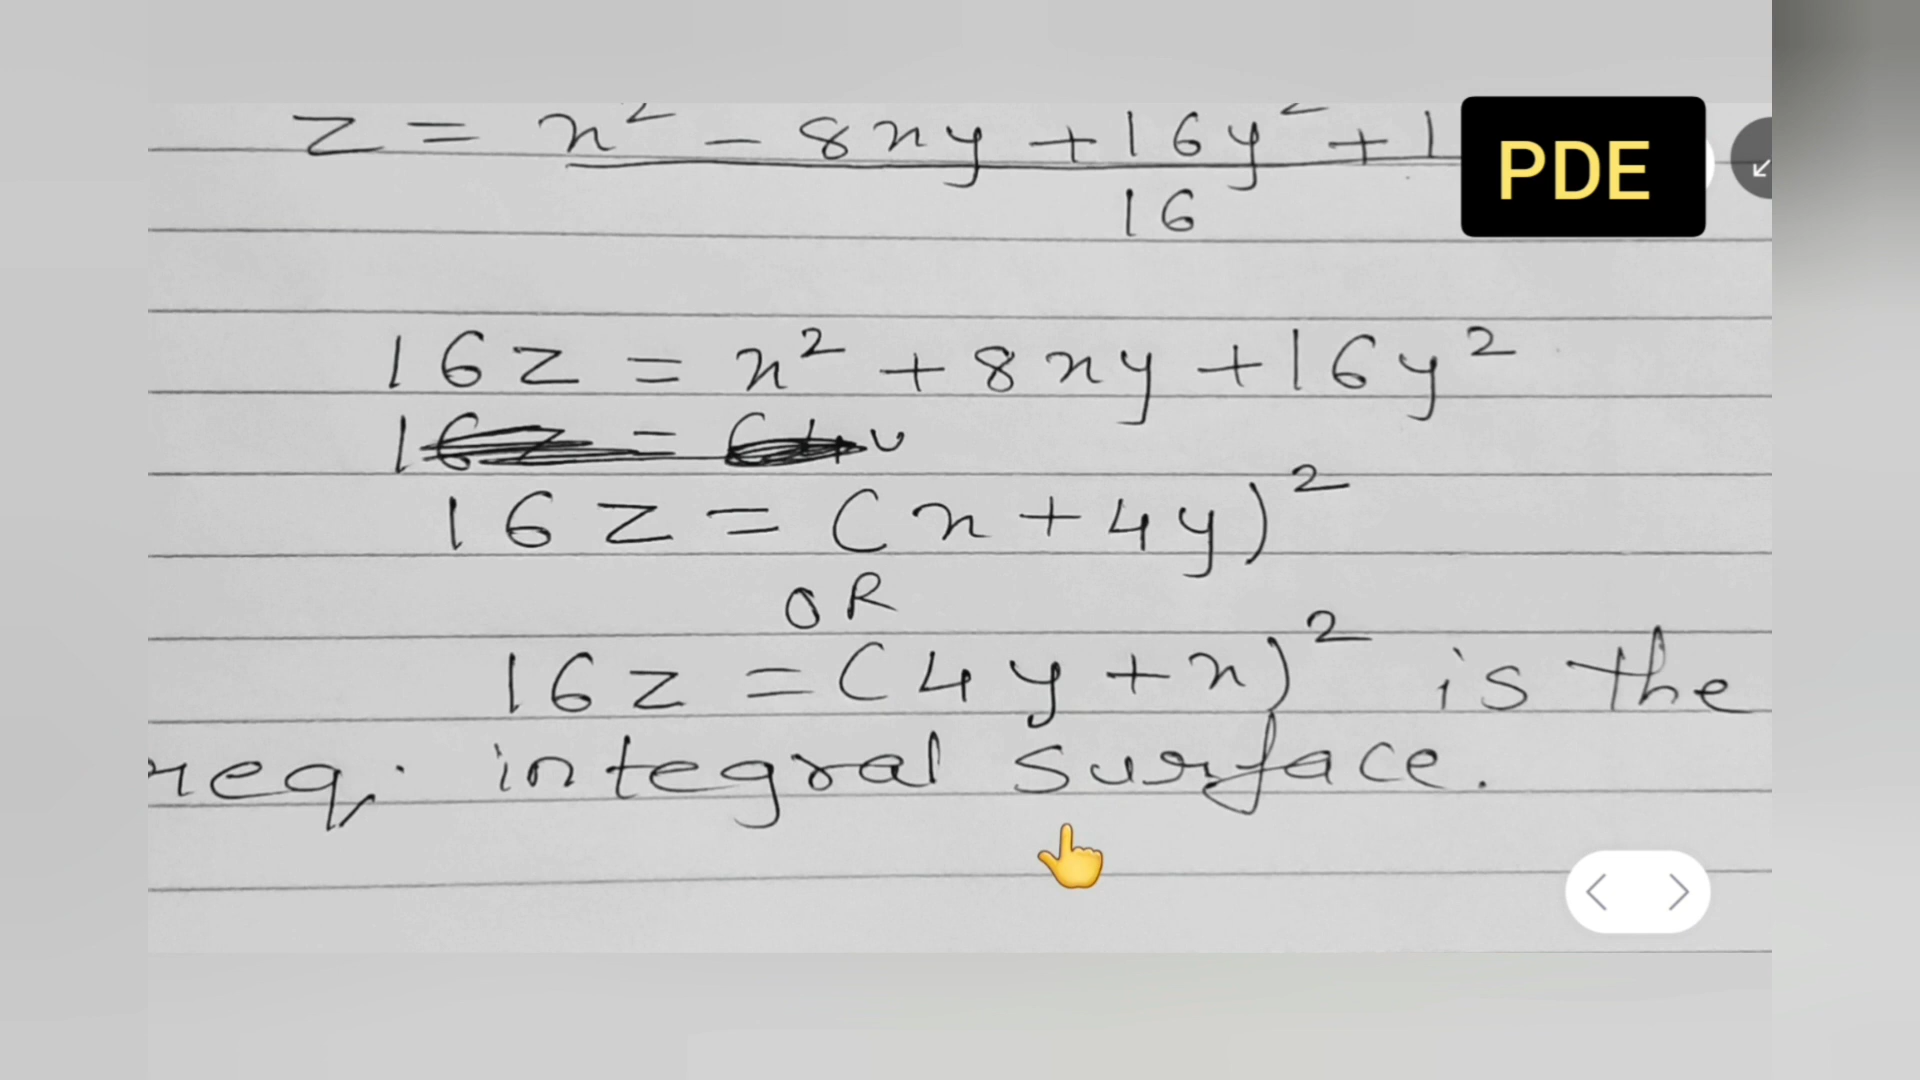 z = x² - 8xy + 16y² + 1
16
PDE
16z = x² + 8xy + 16y²
16z = (x + 4y)²
OR
16z = (4y + x)² is the
req. integral surface.